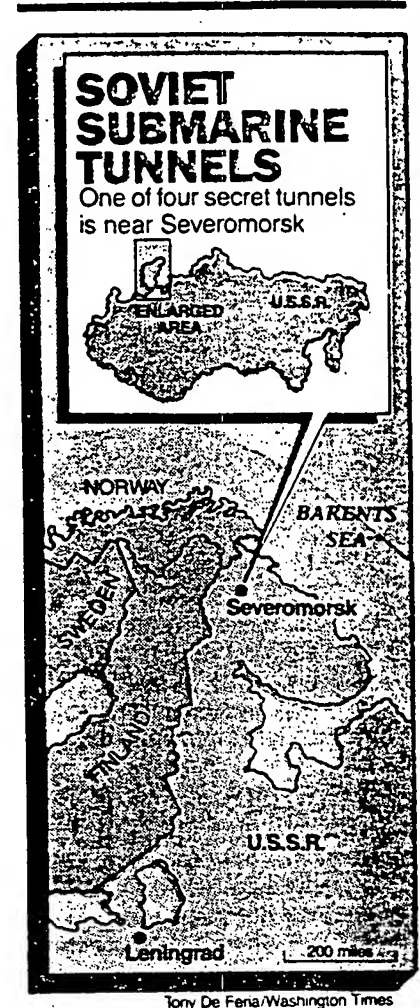 SOVIET
SUBMARINE
TUNNELS
One of four secret tunnels
is near Severomorsk
U.S.S.R.
ENLARGED
AREA
NORWAY
BARENTS
SEA
Severomorsk
SWEDEN
FINLAND
U.S.S.R.
Leningrad
200 miles
Tony De Feria/Washington Times